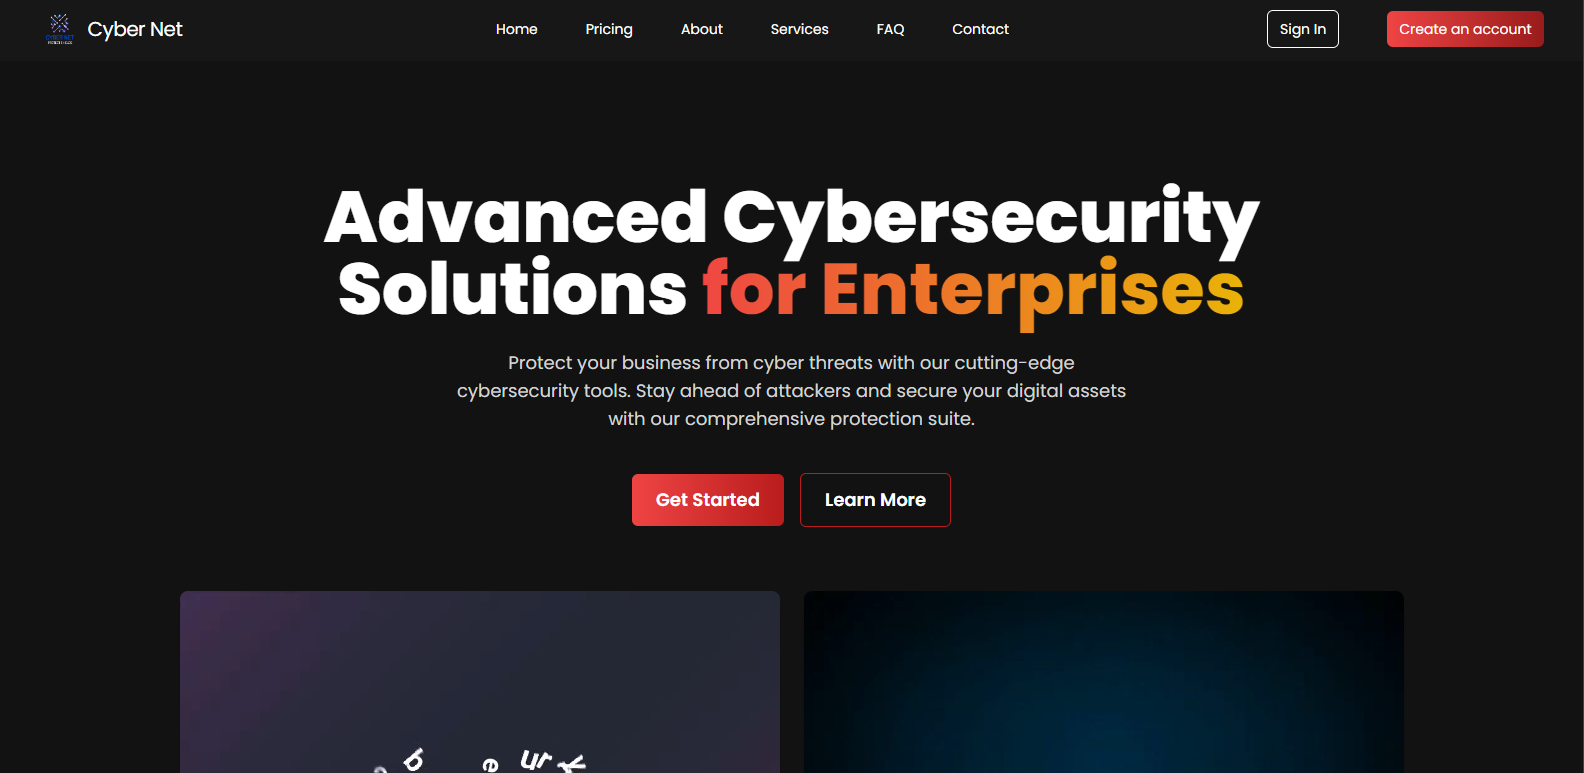 Cyber Net
Home Pricing About Services FAQ Contact
Sign In
Create an account
Advanced Cybersecurity
Solutions for Enterprises
Protect your business from cyber threats with our cutting-edge
cybersecurity tools. Stay ahead of attackers and secure your digital assets
with our comprehensive protection suite.
Get Started
Learn More